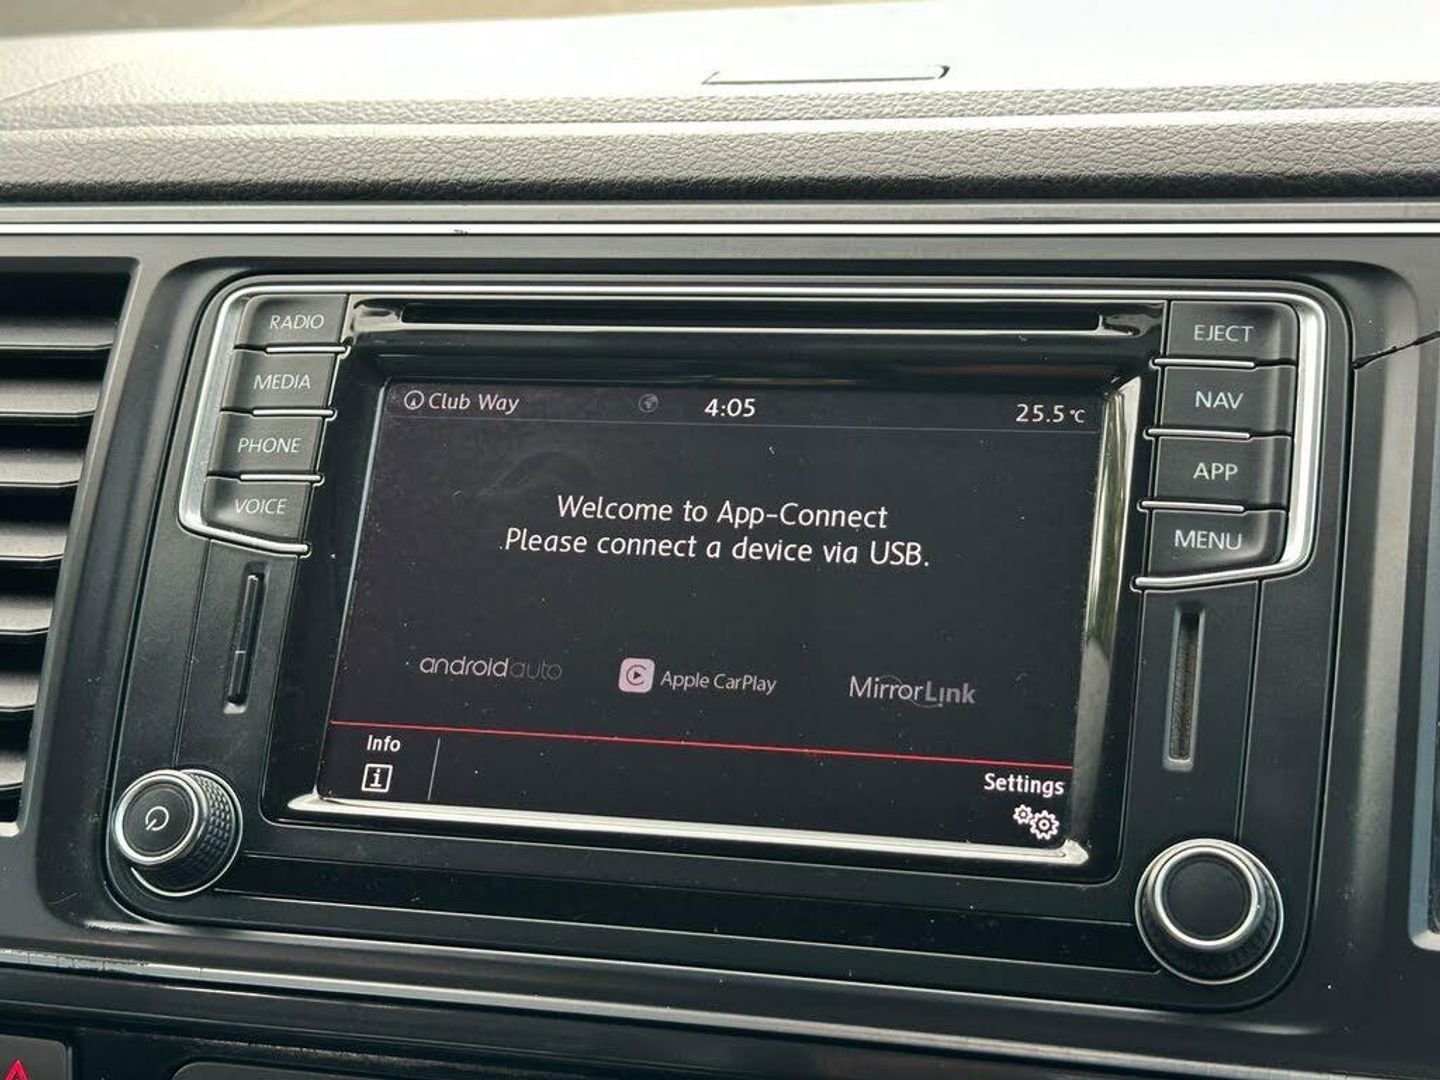 RADIO
MEDIA
PHONE
VOICE
EJECT
NAV
APP
MENU
Club Way 4:05 25.5°C
Welcome to App-Connect
Please connect a device via USB.
androidauto Apple CarPlay MirrorLink
Info Settings